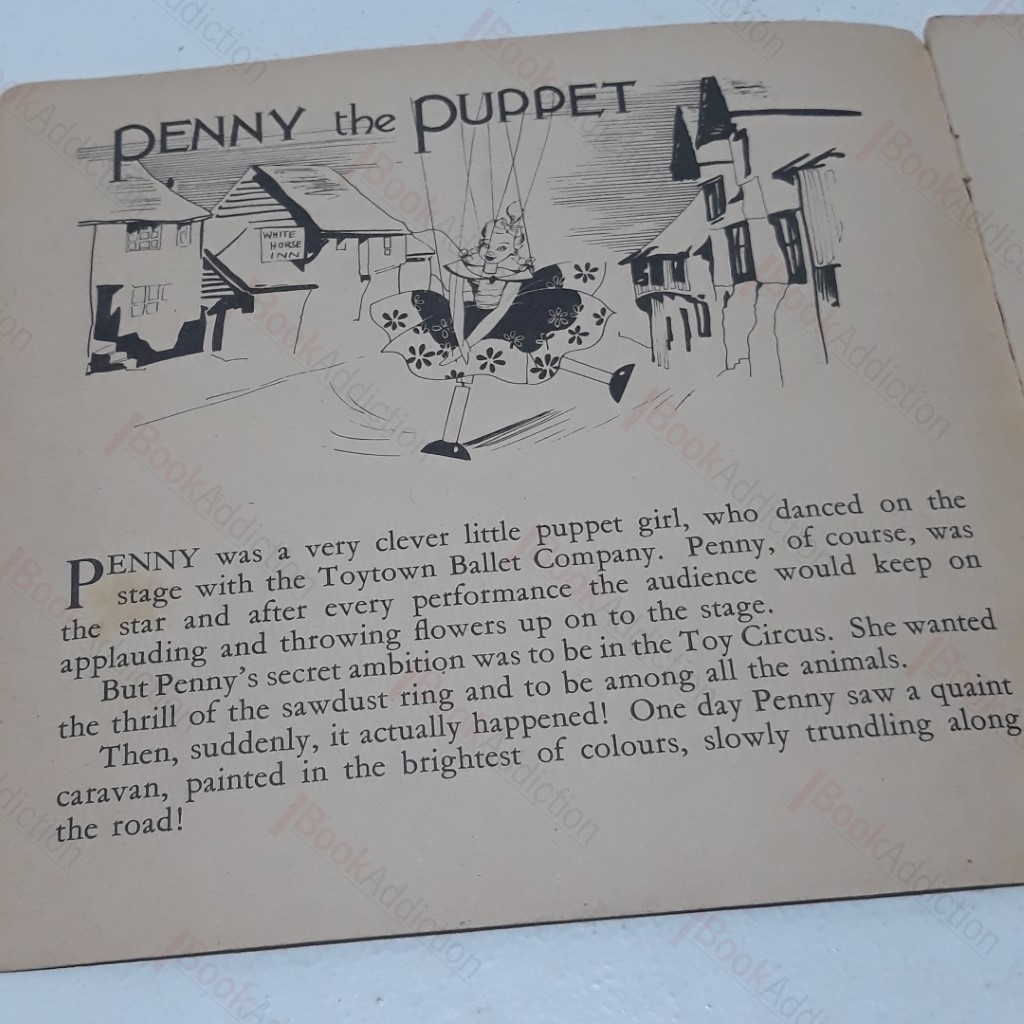 PENNY the PUPPET
WHITE
HORSE
INN
PENNY was a very clever little puppet girl, who danced on the
stage with the Toytown Ballet Company. Penny, of course, was
the star and after every performance the audience would keep on
applauding and throwing flowers up on to the stage.
But Penny's secret ambition was to be in the Toy Circus. She wanted
the thrill of the sawdust ring and to be among all the animals.
Then, suddenly, it actually happened! One day Penny saw a quaint
caravan, painted in the brightest of colours, slowly trundling along
the road!
BookAddiction